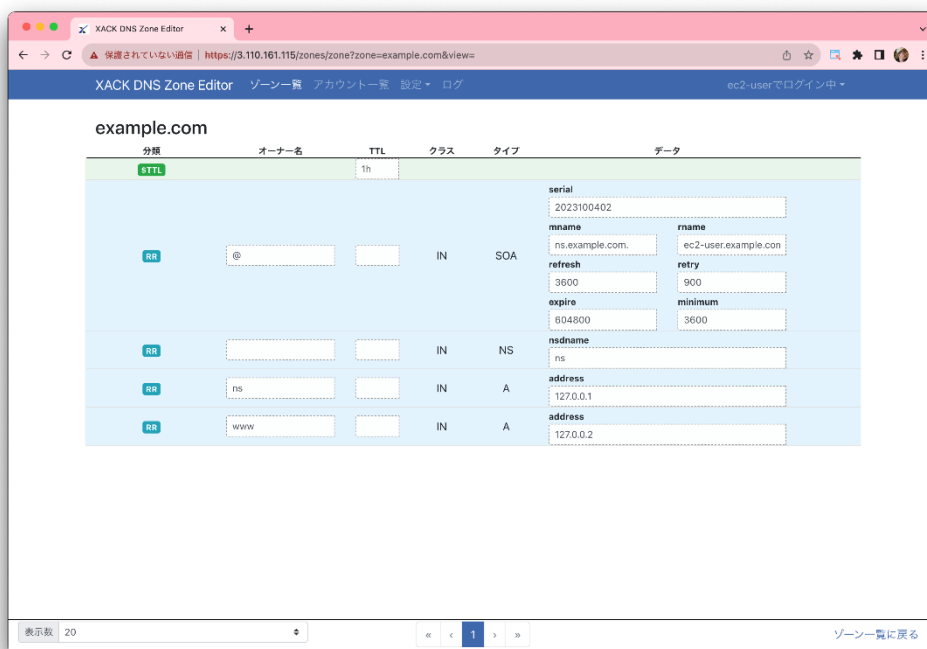 XACK DNS Zone Editor
保護されていない通信 | https://3.110.161.115/zones/zone?zone=example.com&view=
XACK DNS Zone Editor ゾーン一覧 アカウント一覧 設定 ログ ec2-userでログイン中
example.com
分類 オーナー名 TTL クラス タイプ データ
$TTL 1h
serial
2023100402
mname rname
ns.example.com. ec2-user.example.con
RR @ IN SOA
refresh retry
3600 900
expire minimum
604800 3600
nsdname
RR IN NS
ns
address
RR ns IN A
127.0.0.1
address
RR www IN A
127.0.0.2
表示数 20 « ‹ 1 › » ゾーン一覧に戻る